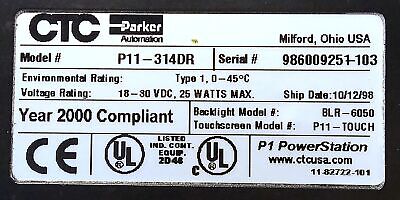 CTC Parker Automation Milford, Ohio USA
Model # P11-314DR Serial # 986009251-103
Environmental Rating: Type 1, 0-45°C
Voltage Rating: 18-30 VDC, 25 WATTS MAX. Ship Date: 10/12/98
Year 2000 Compliant
Backlight Model #: BLR-6050
Touchscreen Model #: P11-TOUCH
CE
UL
LISTED
IND. CONT.
EQUIP.
2D46
C UL
P1 PowerStation
www.ctcusa.com
11-82722-101